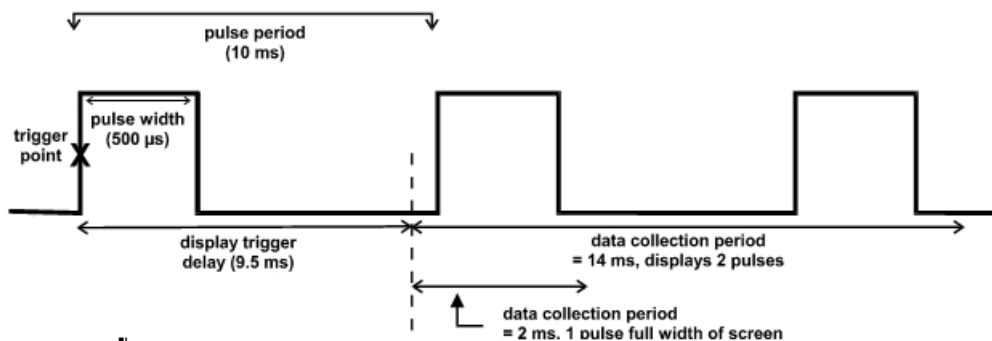 pulse period
(10 ms)
pulse width
(500 µs)
trigger
point
X
display trigger
delay (9.5 ms)
data collection period
= 14 ms, displays 2 pulses
data collection period
= 2 ms, 1 pulse full width of screen